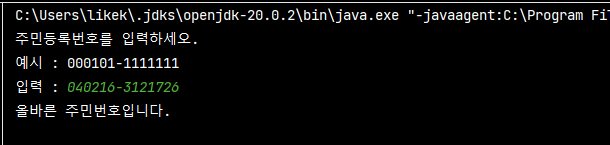 C:\Users\likek\.jdks\openjdk-20.0.2\bin\java.exe "-javaagent:C:\Program Fi
주민등록번호를 입력하세요.
예시 : 000101-1111111
입력 : 040216-3121726
올바른 주민번호입니다.